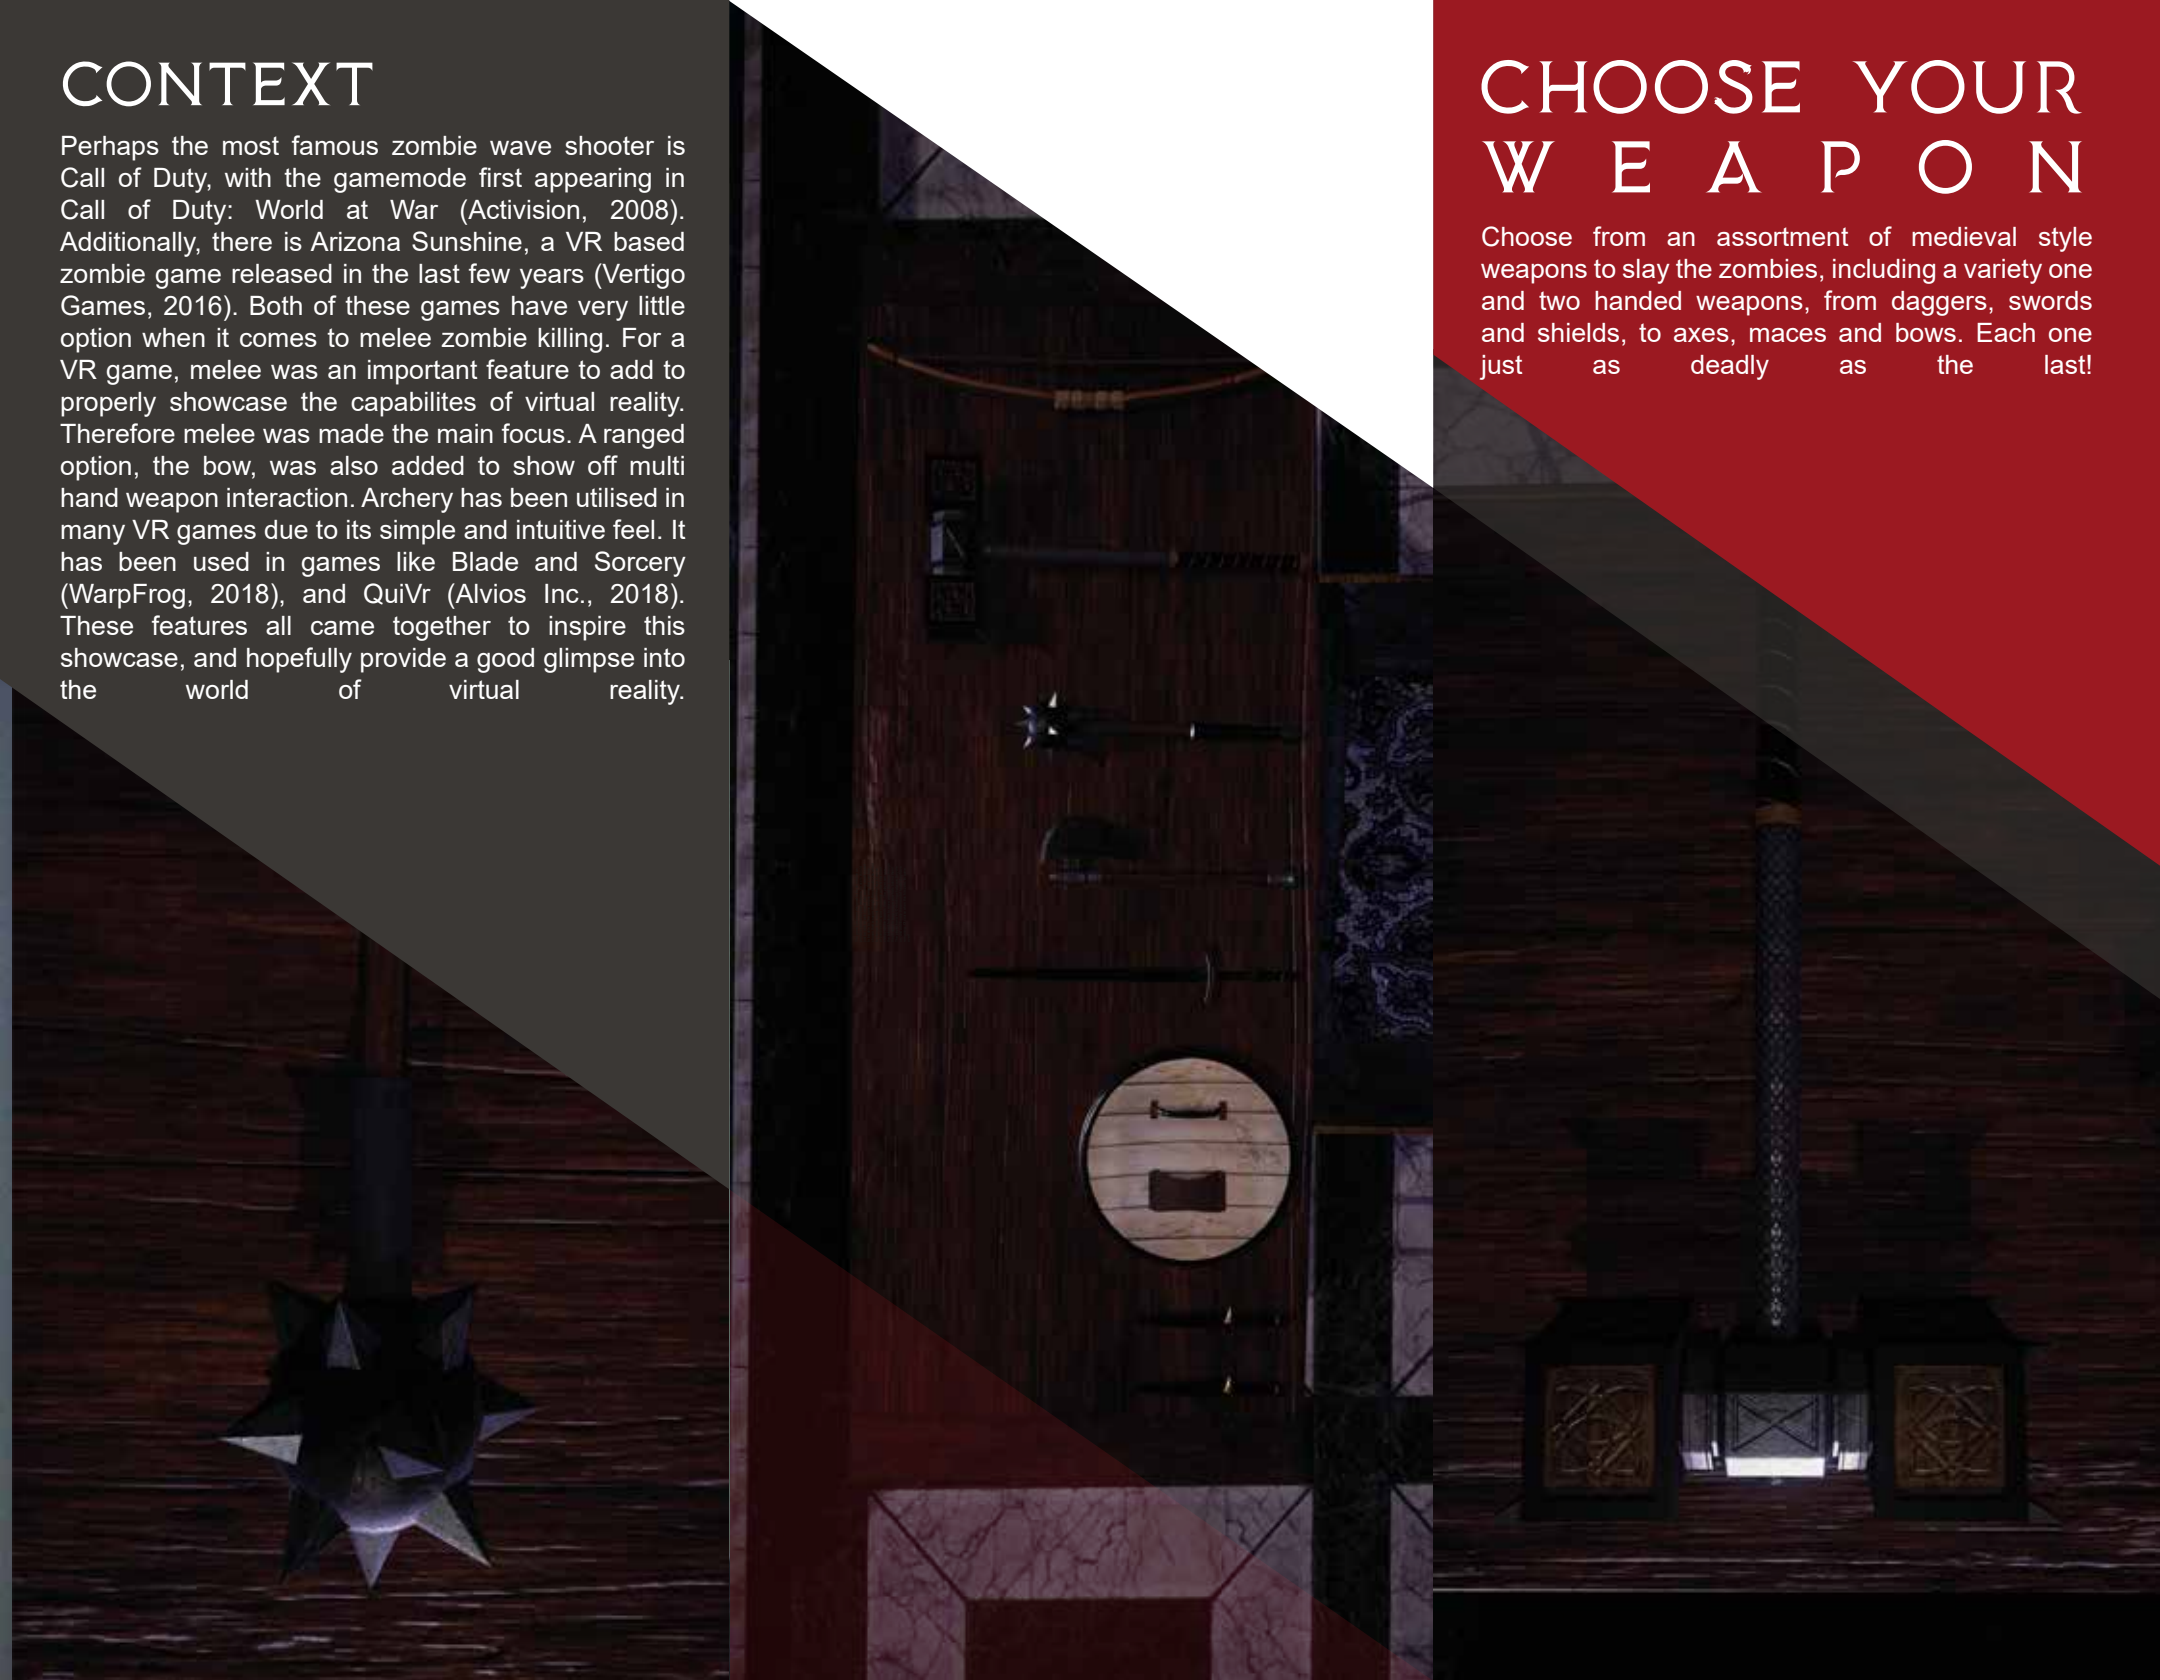 CONTEXT
Perhaps the most famous zombie wave shooter is
Call of Duty, with the gamemode first appearing in
Call of Duty: World at War (Activision, 2008).
Additionally, there is Arizona Sunshine, a VR based
zombie game released in the last few years (Vertigo
Games, 2016). Both of these games have very little
option when it comes to melee zombie killing. For a
VR game, melee was an important feature to add to
properly showcase the capabilites of virtual reality.
Therefore melee was made the main focus. A ranged
option, the bow, was also added to show off multi
hand weapon interaction. Archery has been utilised in
many VR games due to its simple and intuitive feel. It
has been used in games like Blade and Sorcery
(WarpFrog, 2018), and QuiVr (Alvios Inc., 2018).
These features all came together to inspire this
showcase, and hopefully provide a good glimpse into
the world of virtual reality.
CHOOSE YOUR
WEAPON
Choose from an assortment of medieval style
weapons to slay the zombies, including a variety one
and two handed weapons, from daggers, swords
and shields, to axes, maces and bows. Each one
just as deadly as the last!